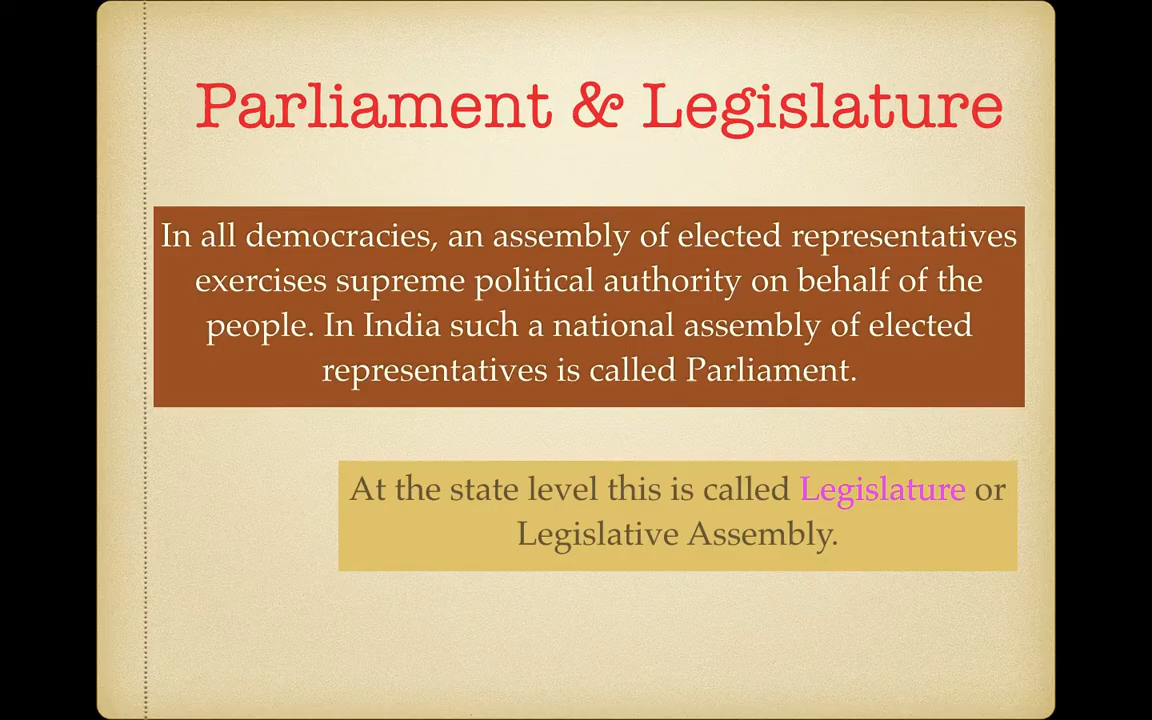 Parliament & Legislature
In all democracies, an assembly of elected representatives
exercises supreme political authority on behalf of the
people. In India such a national assembly of elected
representatives is called Parliament.
At the state level this is called Legislature or
Legislative Assembly.